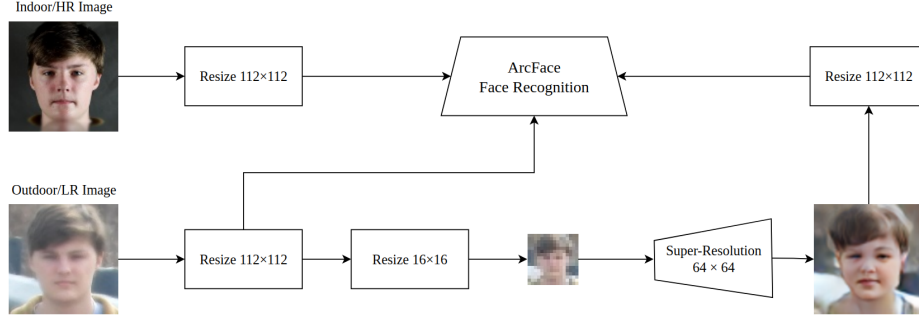 Indoor/HR Image
Resize 112×112
ArcFace
Face Recognition
Resize 112×112
Outdoor/LR Image
Resize 112×112
Resize 16×16
Super-Resolution
64 × 64